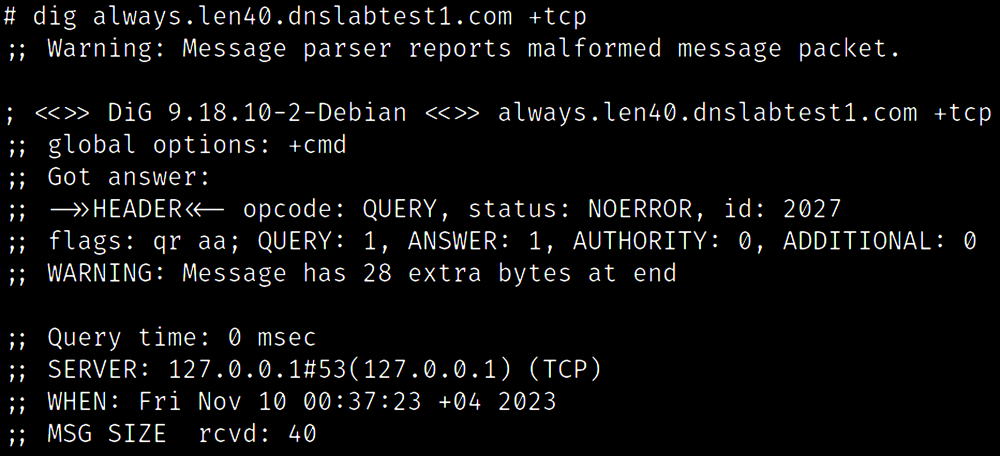 # dig always.len40.dnslabtest1.com +tcp
;; Warning: Message parser reports malformed message packet.

; <<>> DiG 9.18.10-2-Debian <<>> always.len40.dnslabtest1.com +tcp
;; global options: +cmd
;; Got answer:
;; ->>HEADER<<- opcode: QUERY, status: NOERROR, id: 2027
;; flags: qr aa; QUERY: 1, ANSWER: 1, AUTHORITY: 0, ADDITIONAL: 0
;; WARNING: Message has 28 extra bytes at end

;; Query time: 0 msec
;; SERVER: 127.0.0.1#53(127.0.0.1) (TCP)
;; WHEN: Fri Nov 10 00:37:23 +04 2023
;; MSG SIZE  rcvd: 40